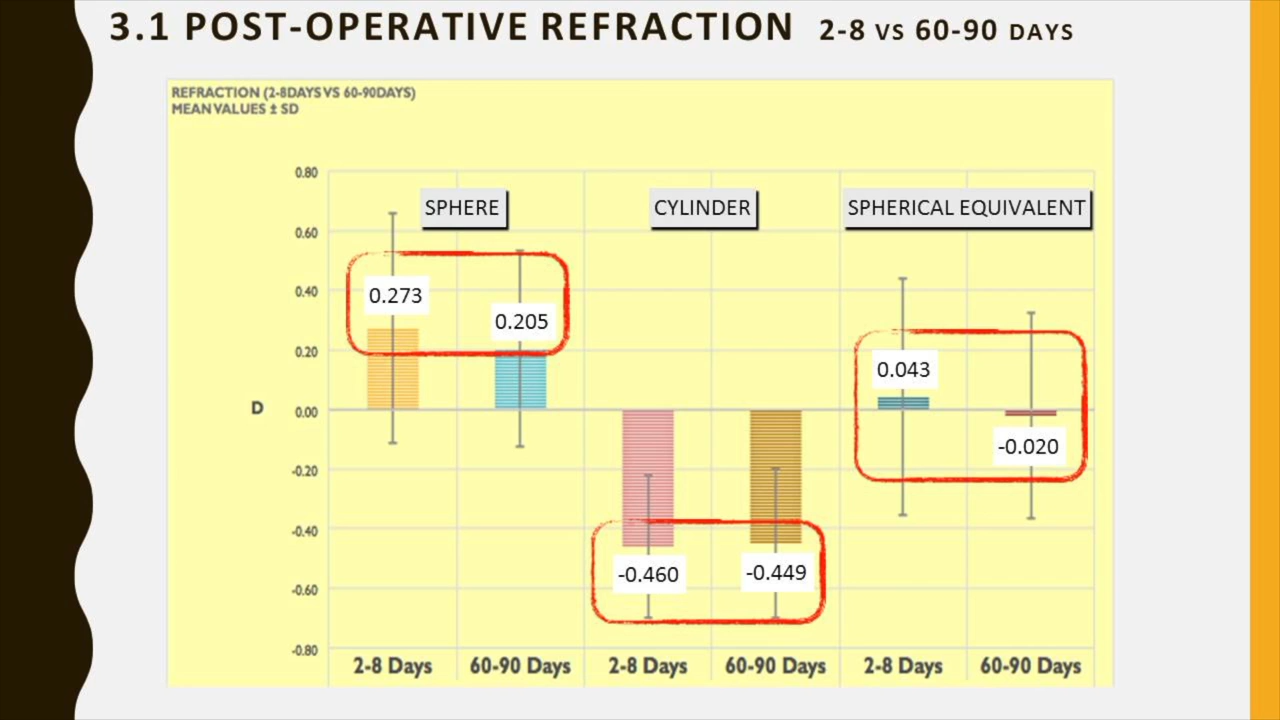 3.1 POST-OPERATIVE REFRACTION 2-8 VS 60-90 DAYS
REFRACTION (2-8DAYS VS 60-90DAYS)
MEAN VALUES ± SD
0.80
SPHERE
CYLINDER
SPHERICAL EQUIVALENT
0.60
0.40
0.273
0.205
0.20
0.043
D
0.00
-0.020
-0.20
-0.40
-0.460
-0.449
-0.60
-0.80
2-8 Days
60-90 Days
2-8 Days
60-90 Days
2-8 Days
60-90 Days